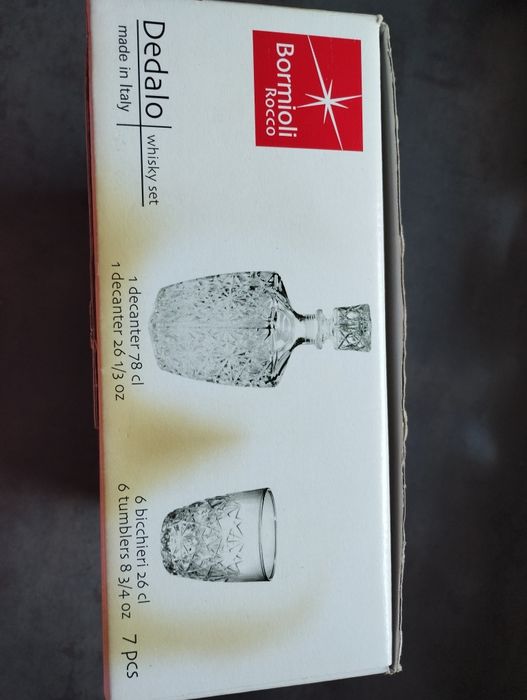 Bormioli
Rocco
Dedalo
whisky set
made in Italy
1 decanter 78 cl
1 decanter 26 1/3 oz
6 bicchieri 26 cl
6 tumblers 8 3/4 oz
7 pcs